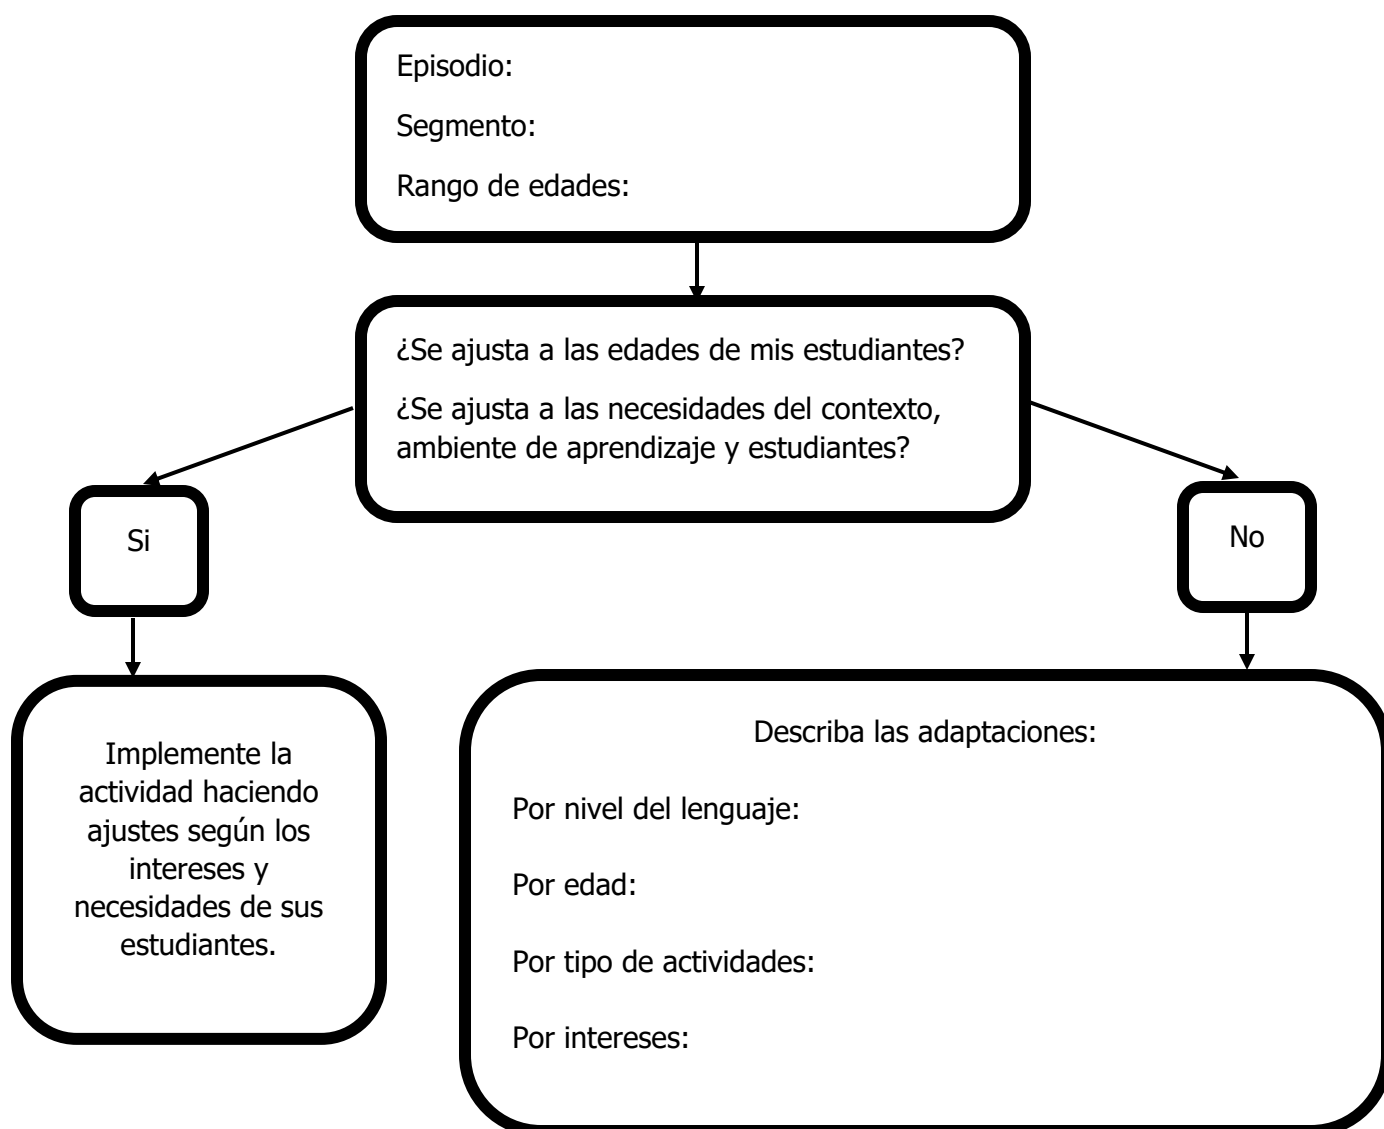 Episodio:
Segmento:
Rango de edades:
¿Se ajusta a las edades de mis estudiantes?
¿Se ajusta a las necesidades del contexto,
ambiente de aprendizaje y estudiantes?
Si
No
Implemente la
actividad haciendo
ajustes según los
intereses y
necesidades de sus
estudiantes.
Describa las adaptaciones:
Por nivel del lenguaje:
Por edad:
Por tipo de actividades:
Por intereses: